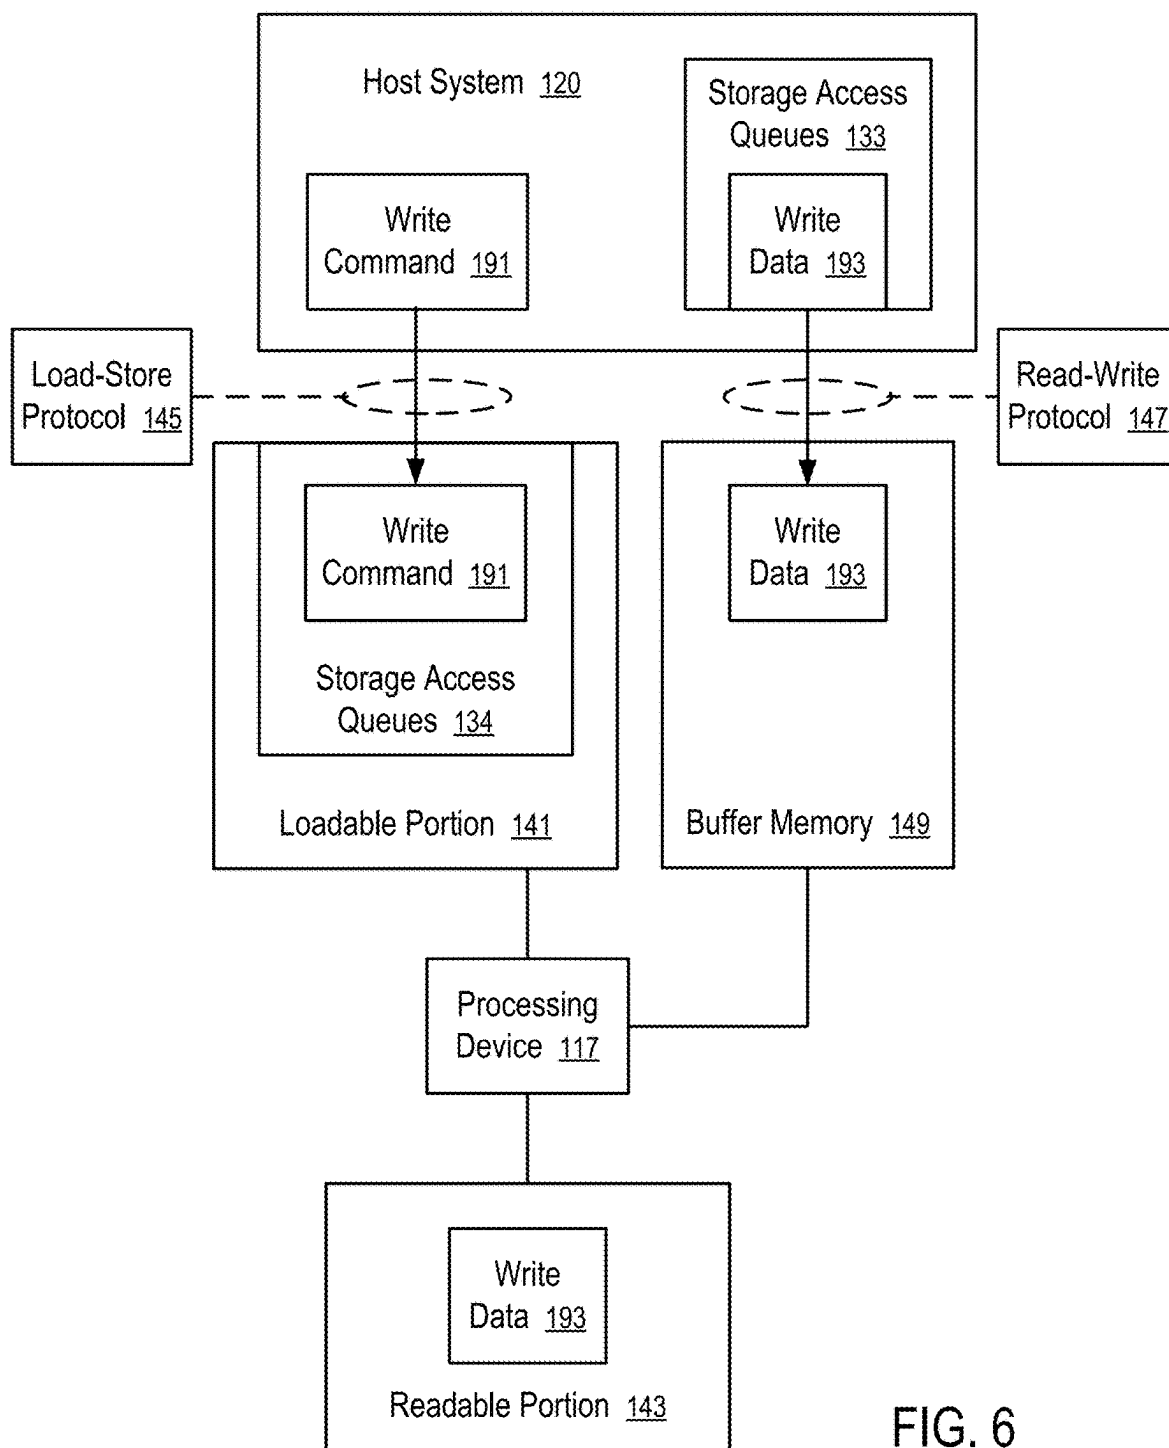 Host System 120
Storage Access
Queues 133
Write
Command 191
Write
Data 193
Load-Store
Protocol 145
Read-Write
Protocol 147
Write
Command 191
Storage Access
Queues 134
Loadable Portion 141
Write
Data 193
Buffer Memory 149
Processing
Device 117
Write
Data 193
Readable Portion 143
FIG. 6